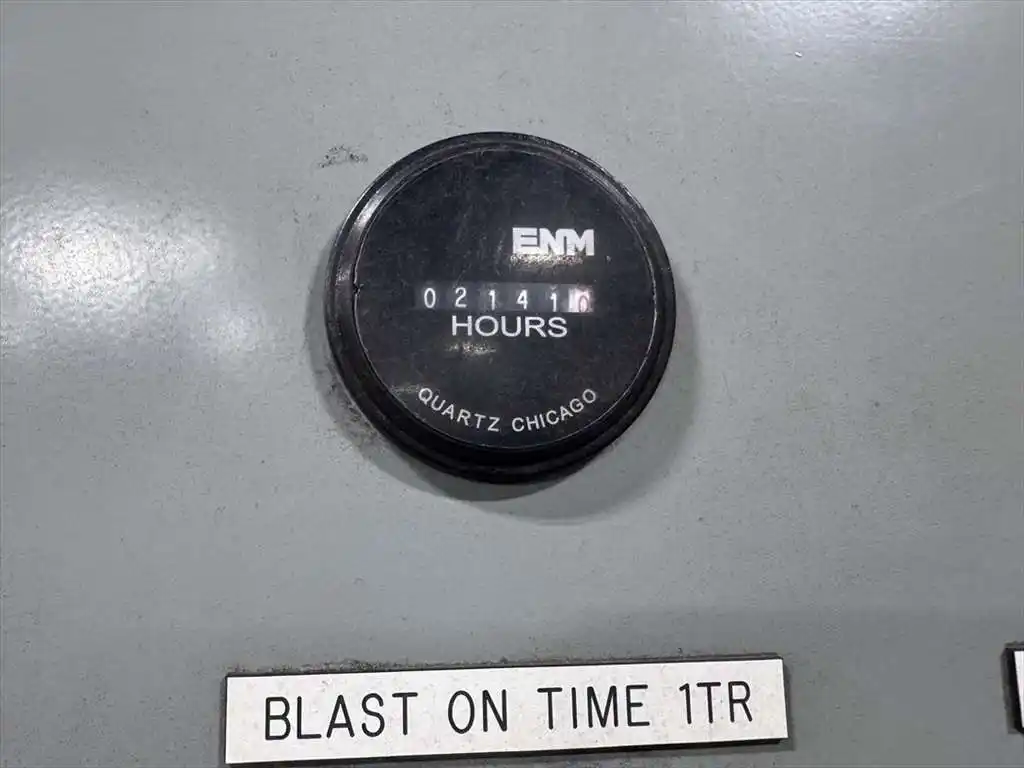 ENM
021410
HOURS
QUARTZ CHICAGO
BLAST ON TIME 1TR